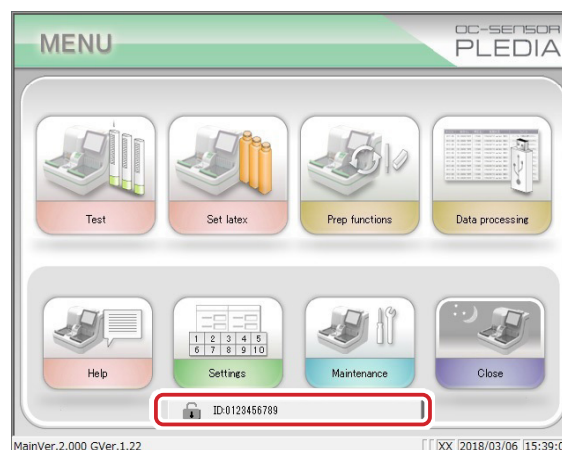 MENU
OC-SENSOR
PLEDIA
Test
Set latex
Prep functions
Data processing
1 2 3 4 5
6 7 8 9 10
Help
Settings
Maintenance
Close
ID:0123456789
MainVer.2.000 GVer.1.22
XX 2018/03/06 15:39:0